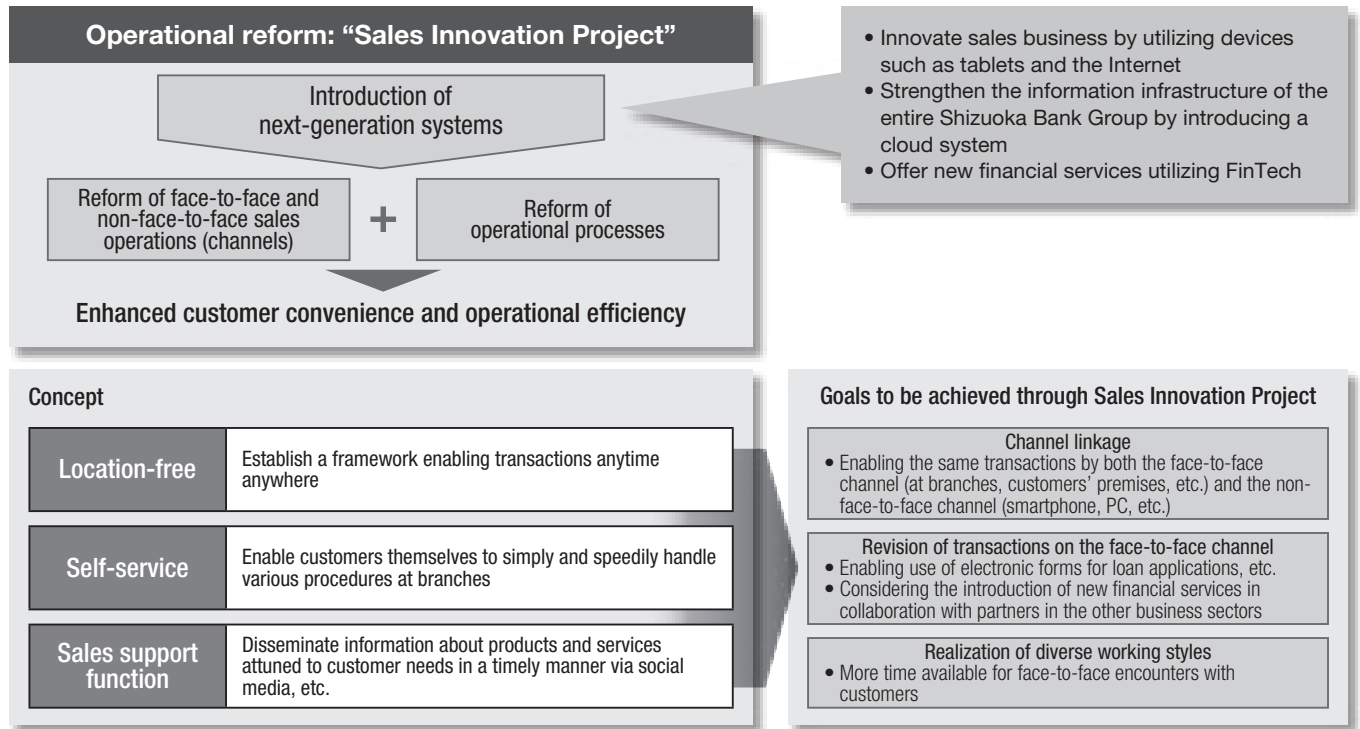 Operational reform: “Sales Innovation Project”
Introduction of
next-generation systems
Reform of face-to-face and
non-face-to-face sales
operations (channels)
+
Reform of
operational processes
Enhanced customer convenience and operational efficiency
• Innovate sales business by utilizing devices
such as tablets and the Internet
• Strengthen the information infrastructure of the
entire Shizuoka Bank Group by introducing a
cloud system
• Offer new financial services utilizing FinTech
Concept
Location-free
Establish a framework enabling transactions anytime
anywhere
Self-service
Enable customers themselves to simply and speedily handle
various procedures at branches
Sales support
function
Disseminate information about products and services
attuned to customer needs in a timely manner via social
media, etc.
Goals to be achieved through Sales Innovation Project
Channel linkage
• Enabling the same transactions by both the face-to-face
channel (at branches, customers’ premises, etc.) and the non-
face-to-face channel (smartphone, PC, etc.)
Revision of transactions on the face-to-face channel
• Enabling use of electronic forms for loan applications, etc.
• Considering the introduction of new financial services in
collaboration with partners in the other business sectors
Realization of diverse working styles
• More time available for face-to-face encounters with
customers